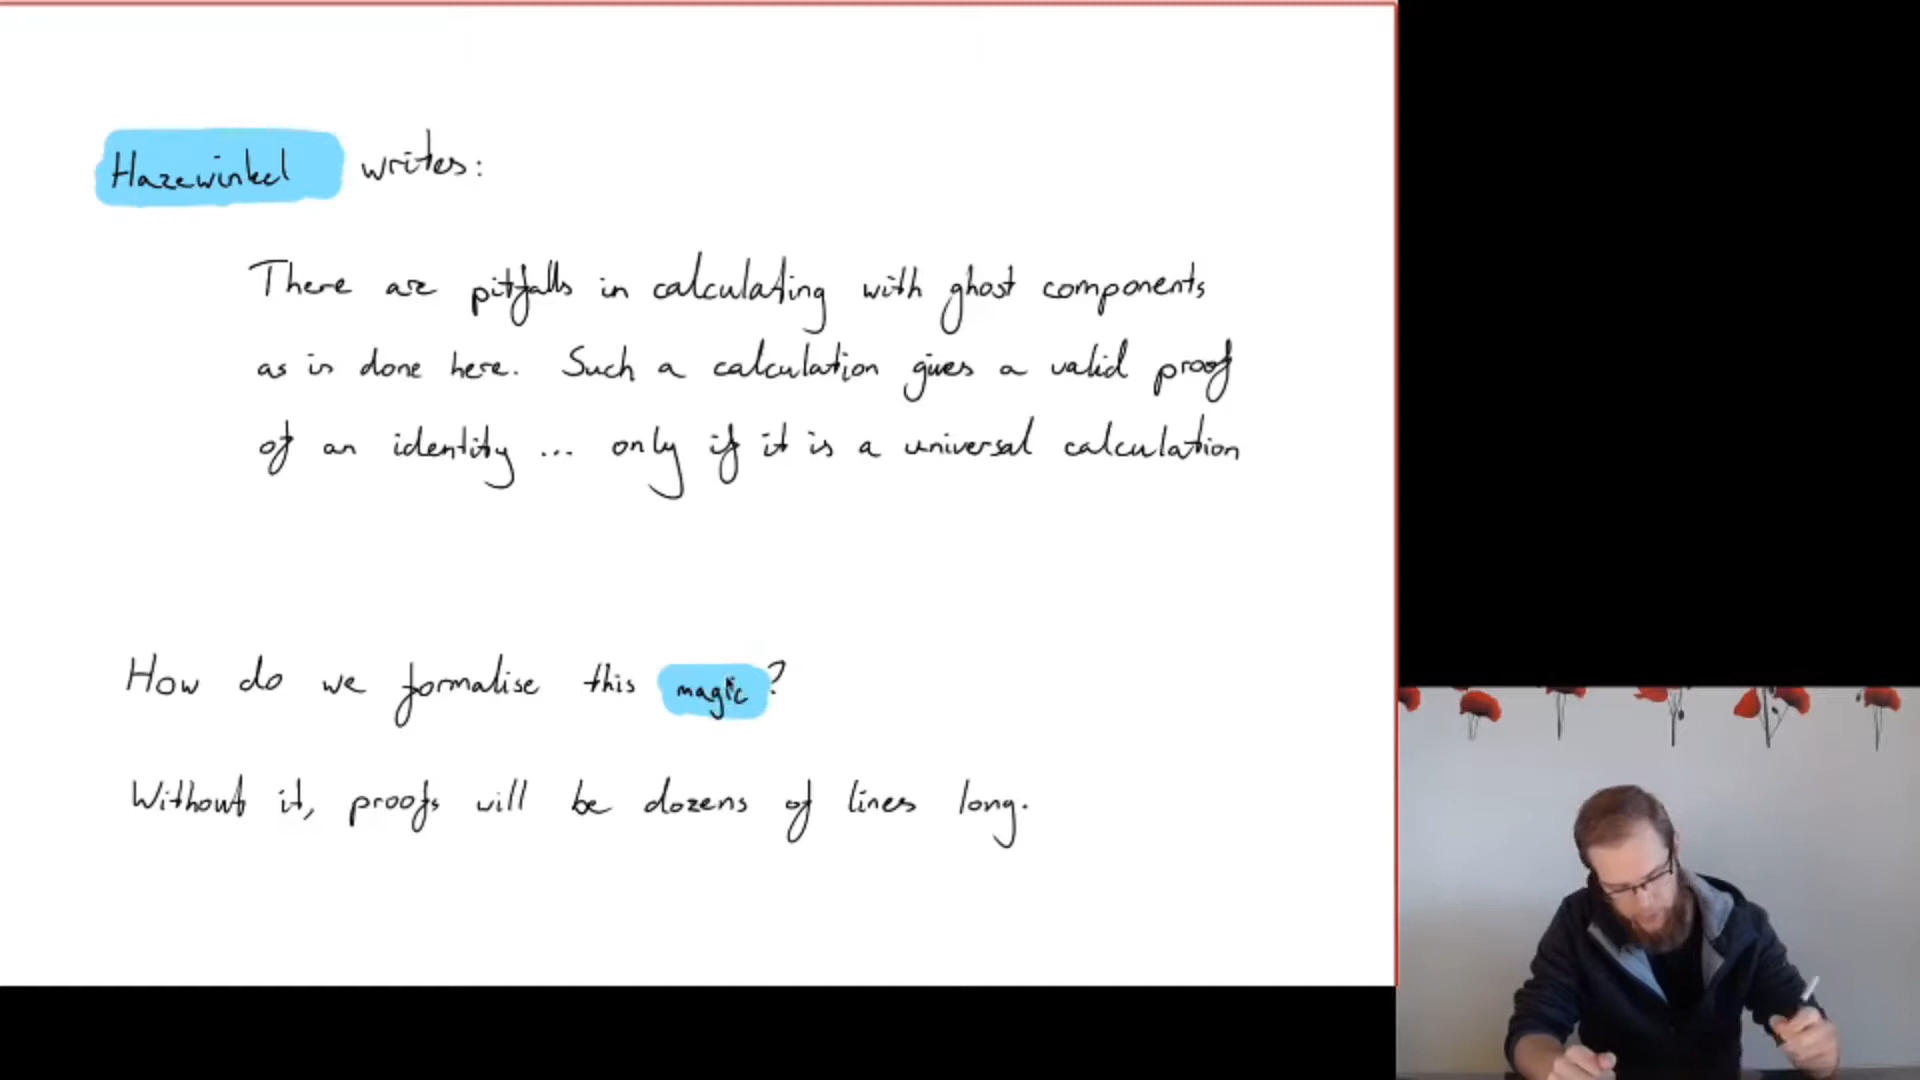 Hazewinkel writes:
There are pitfalls in calculating with ghost components
as is done here. Such a calculation gives a valid proof
of an identity ... only if it is a universal calculation
How do we formalise this magic?
Without it, proofs will be dozens of lines long.